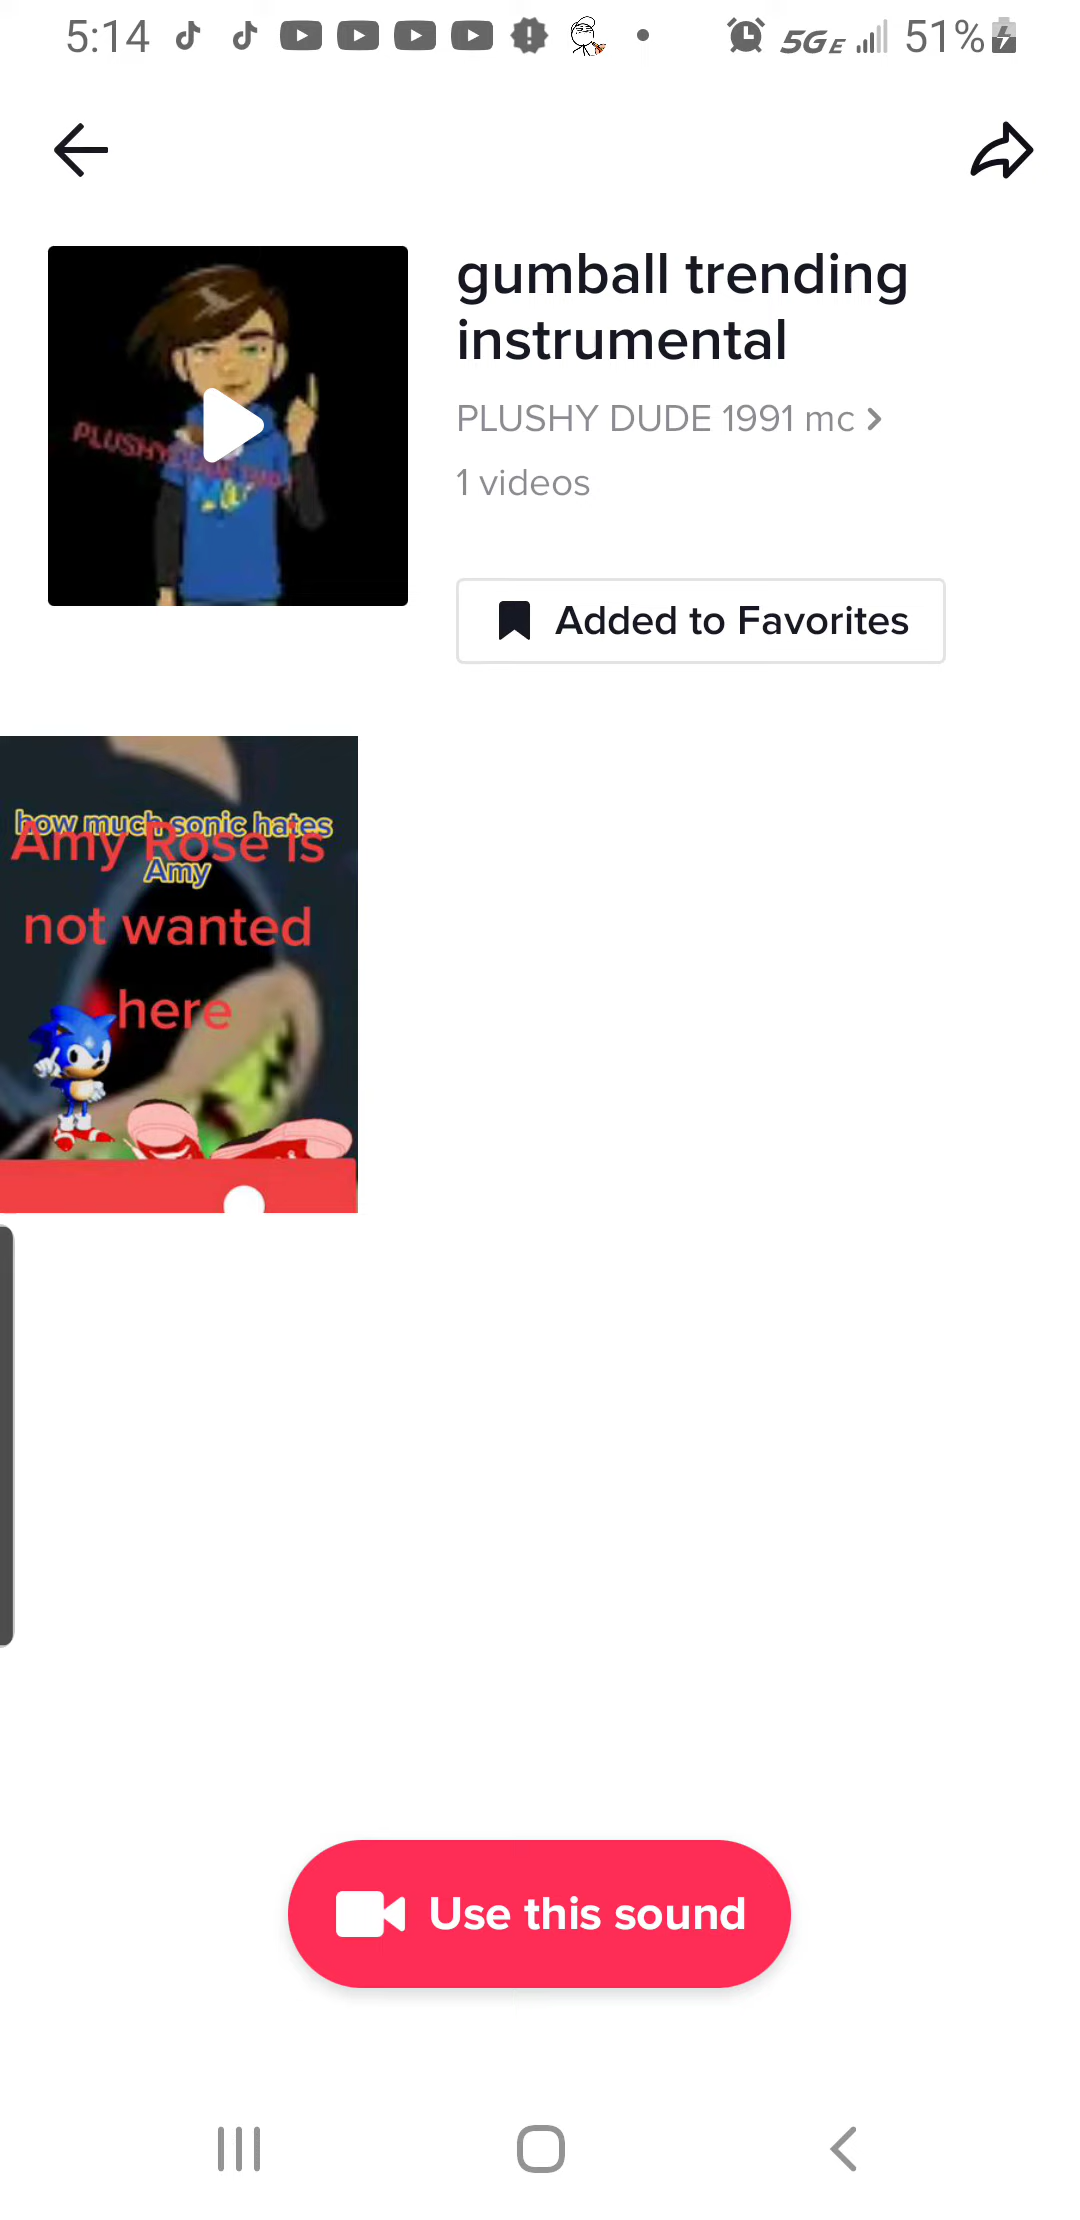 5:14
5GE
51%
gumball trending
instrumental
PLUSHY DUDE 1991 mc
1 videos
PLUSHY
Added to Favorites
how much sonic hates
Amy
Amy Rose is
not wanted
here
Use this sound